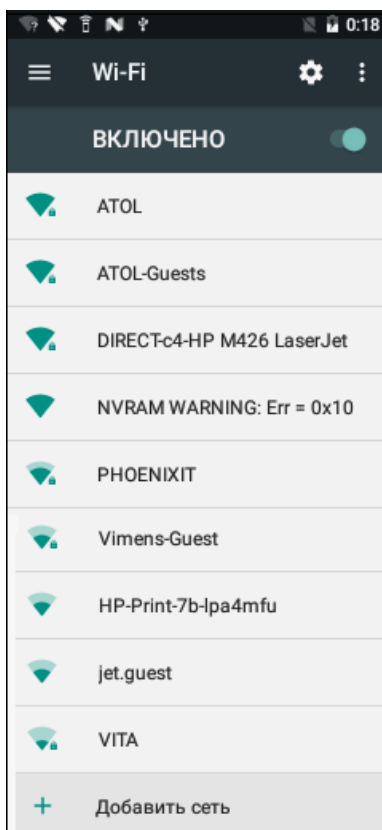 0:18
Wi-Fi
ВКЛЮЧЕНО
ATOL
ATOL-Guests
DIRECT-c4-HP M426 LaserJet
NVRAM WARNING: Err = 0x10
PHOENIXIT
Vimens-Guest
HP-Print-7b-lpa4mfu
jet.guest
VITA
Добавить сеть